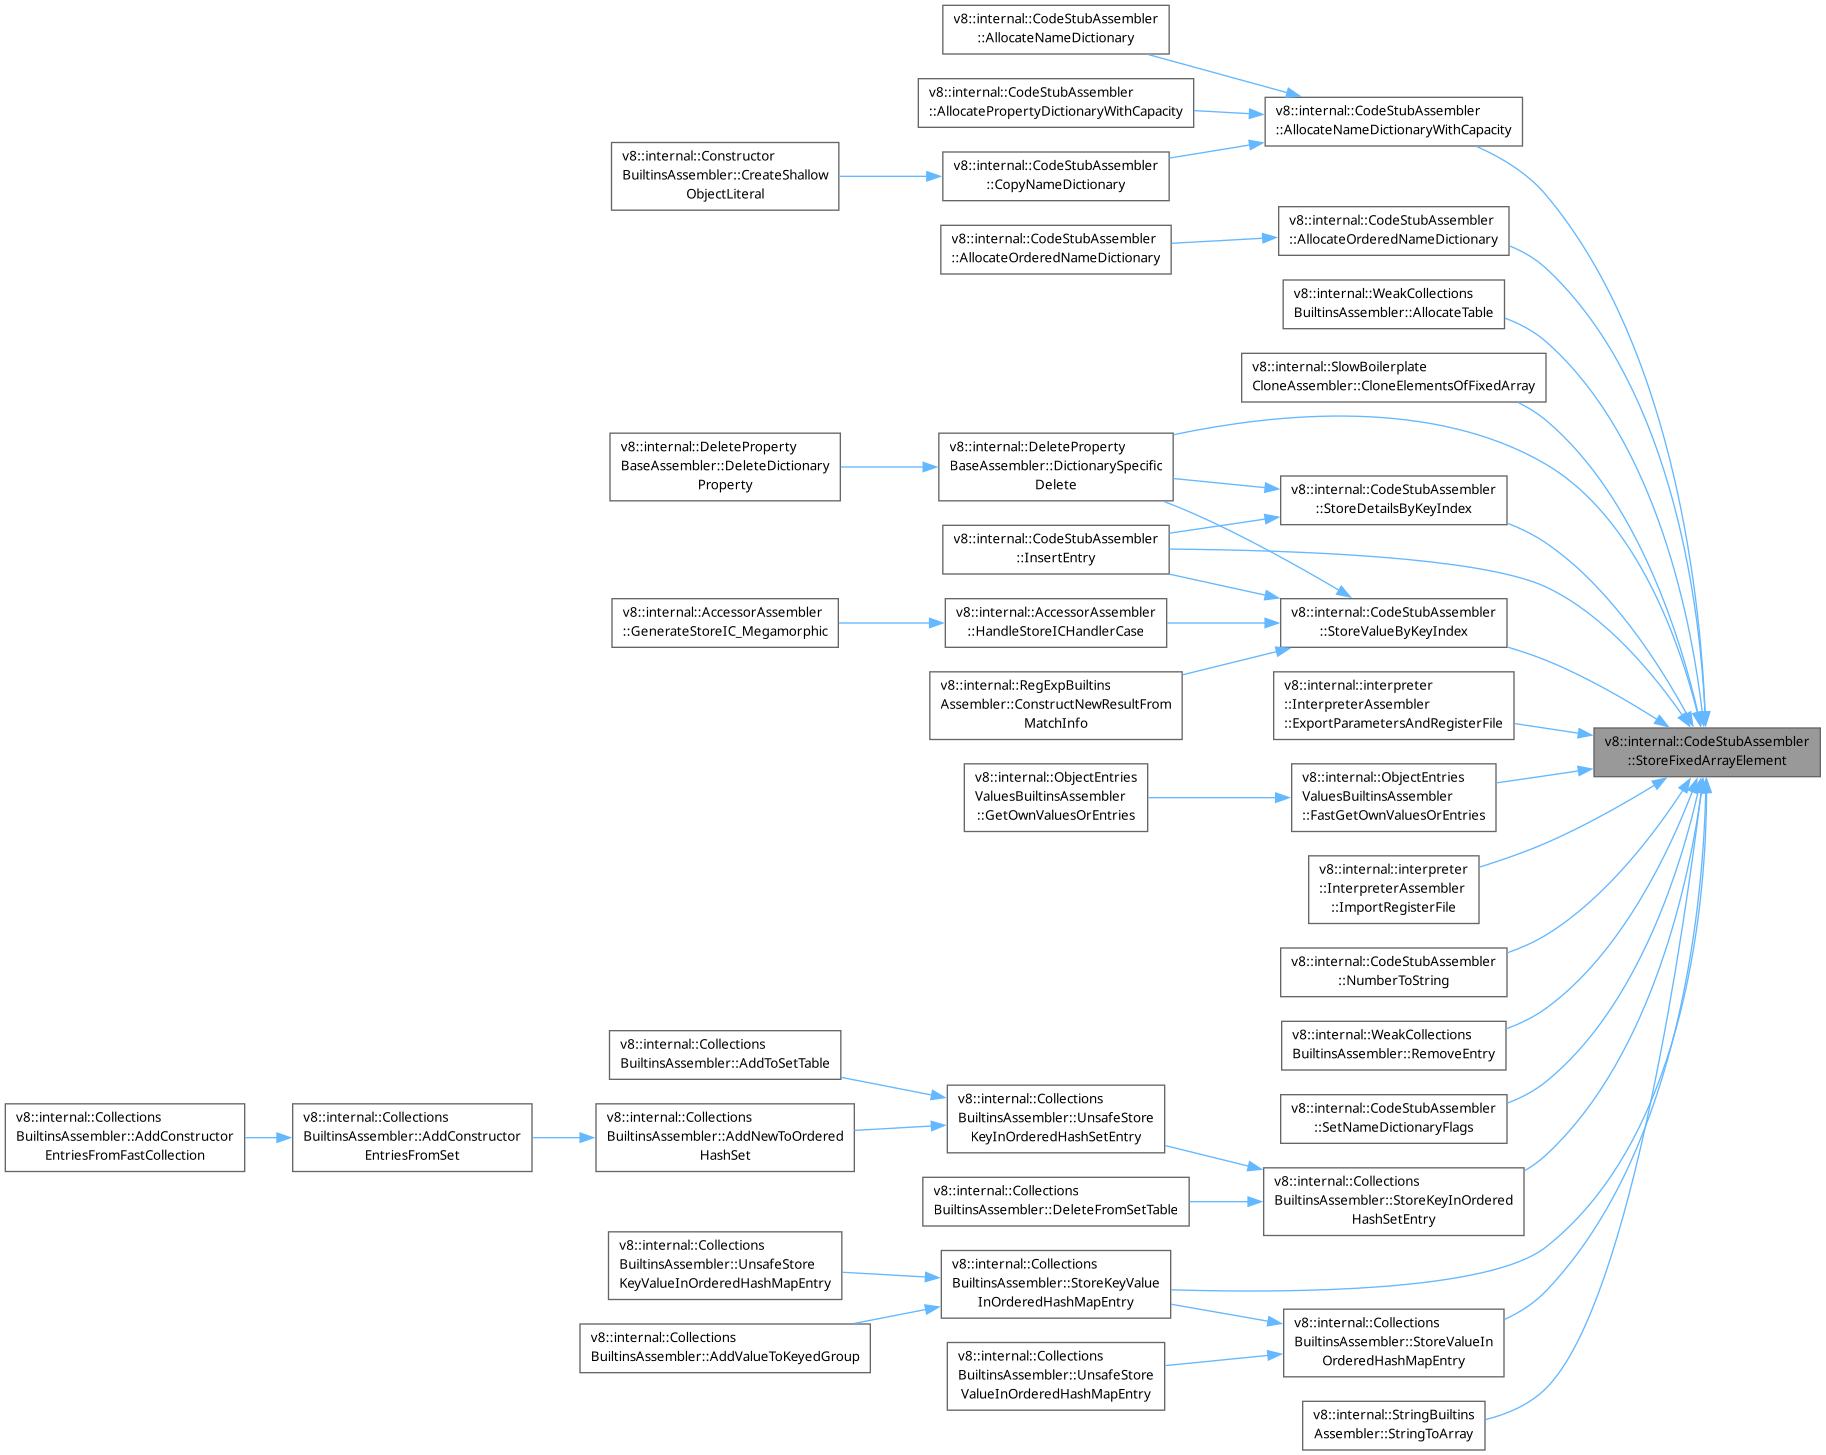 v8::internal::CodeStubAssembler
::AllocateNameDictionary
v8::internal::CodeStubAssembler
::AllocatePropertyDictionaryWithCapacity
v8::internal::CodeStubAssembler
::AllocateNameDictionaryWithCapacity
v8::internal::Constructor
BuiltinsAssembler::CreateShallow
ObjectLiteral
v8::internal::CodeStubAssembler
::CopyNameDictionary
v8::internal::CodeStubAssembler
::AllocateOrderedNameDictionary
v8::internal::CodeStubAssembler
::AllocateOrderedNameDictionary
v8::internal::WeakCollections
BuiltinsAssembler::AllocateTable
v8::internal::SlowBoilerplate
CloneAssembler::CloneElementsOfFixedArray
v8::internal::DeleteProperty
BaseAssembler::DeleteDictionary
Property
v8::internal::DeleteProperty
BaseAssembler::DictionarySpecific
Delete
v8::internal::CodeStubAssembler
::StoreDetailsByKeyIndex
v8::internal::CodeStubAssembler
::InsertEntry
v8::internal::AccessorAssembler
::GenerateStoreIC_Megamorphic
v8::internal::AccessorAssembler
::HandleStoreICHandlerCase
v8::internal::CodeStubAssembler
::StoreValueByKeyIndex
v8::internal::RegExpBuiltins
Assembler::ConstructNewResultFrom
MatchInfo
v8::internal::interpreter
::InterpreterAssembler
::ExportParametersAndRegisterFile
v8::internal::CodeStubAssembler
::StoreFixedArrayElement
v8::internal::ObjectEntries
ValuesBuiltinsAssembler
::GetOwnValuesOrEntries
v8::internal::ObjectEntries
ValuesBuiltinsAssembler
::FastGetOwnValuesOrEntries
v8::internal::interpreter
::InterpreterAssembler
::ImportRegisterFile
v8::internal::CodeStubAssembler
::NumberToString
v8::internal::WeakCollections
BuiltinsAssembler::RemoveEntry
v8::internal::Collections
BuiltinsAssembler::AddToSetTable
v8::internal::Collections
BuiltinsAssembler::UnsafeStore
KeyInOrderedHashSetEntry
v8::internal::CodeStubAssembler
::SetNameDictionaryFlags
v8::internal::Collections
BuiltinsAssembler::AddConstructor
EntriesFromFastCollection
v8::internal::Collections
BuiltinsAssembler::AddConstructor
EntriesFromSet
v8::internal::Collections
BuiltinsAssembler::AddNewToOrdered
HashSet
v8::internal::Collections
BuiltinsAssembler::DeleteFromSetTable
v8::internal::Collections
BuiltinsAssembler::StoreKeyInOrdered
HashSetEntry
v8::internal::Collections
BuiltinsAssembler::UnsafeStore
KeyValueInOrderedHashMapEntry
v8::internal::Collections
BuiltinsAssembler::StoreKeyValue
InOrderedHashMapEntry
v8::internal::Collections
BuiltinsAssembler::AddValueToKeyedGroup
v8::internal::Collections
BuiltinsAssembler::UnsafeStore
ValueInOrderedHashMapEntry
v8::internal::Collections
BuiltinsAssembler::StoreValueIn
OrderedHashMapEntry
v8::internal::StringBuiltins
Assembler::StringToArray